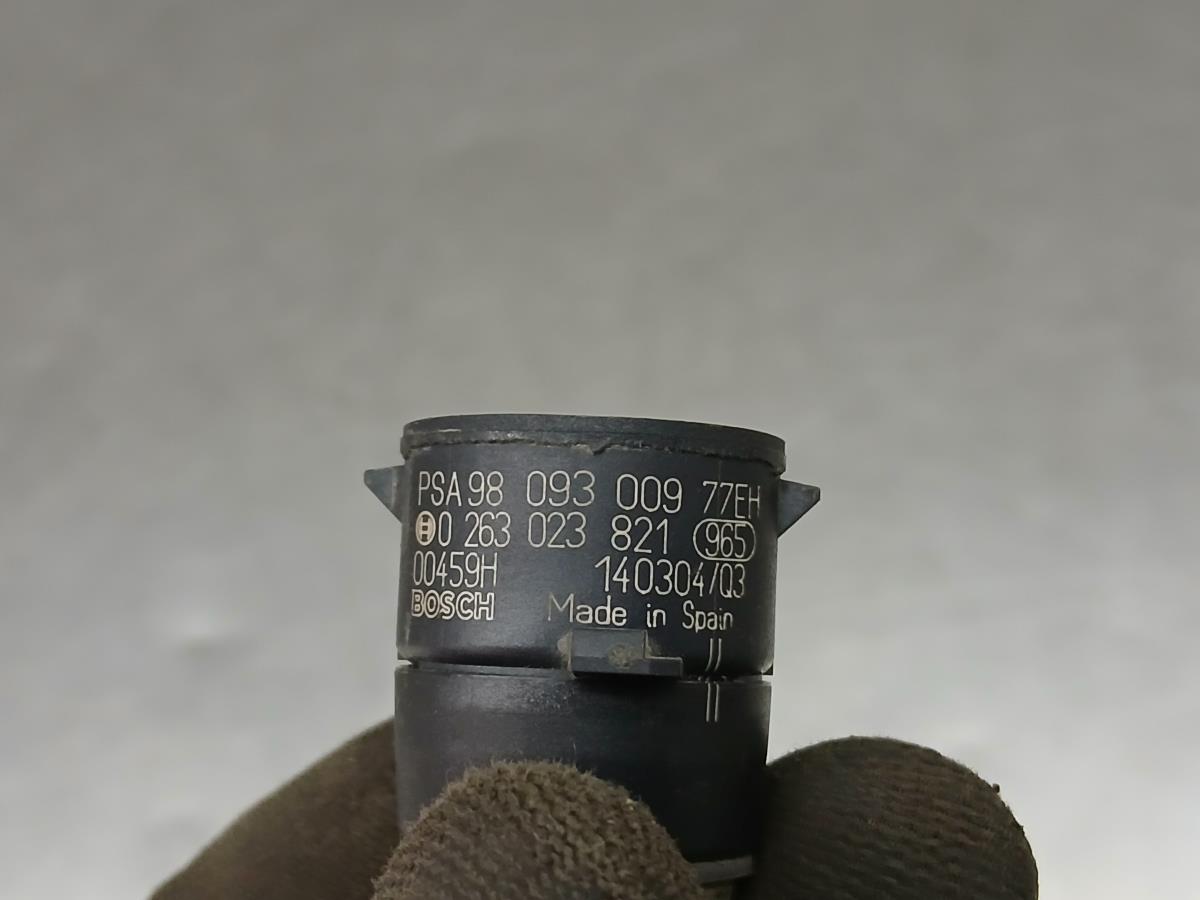 PSA 98 093 009 77EH
0 263 023 821 965
00459H 140304/Q3
BOSCH Made in Spain